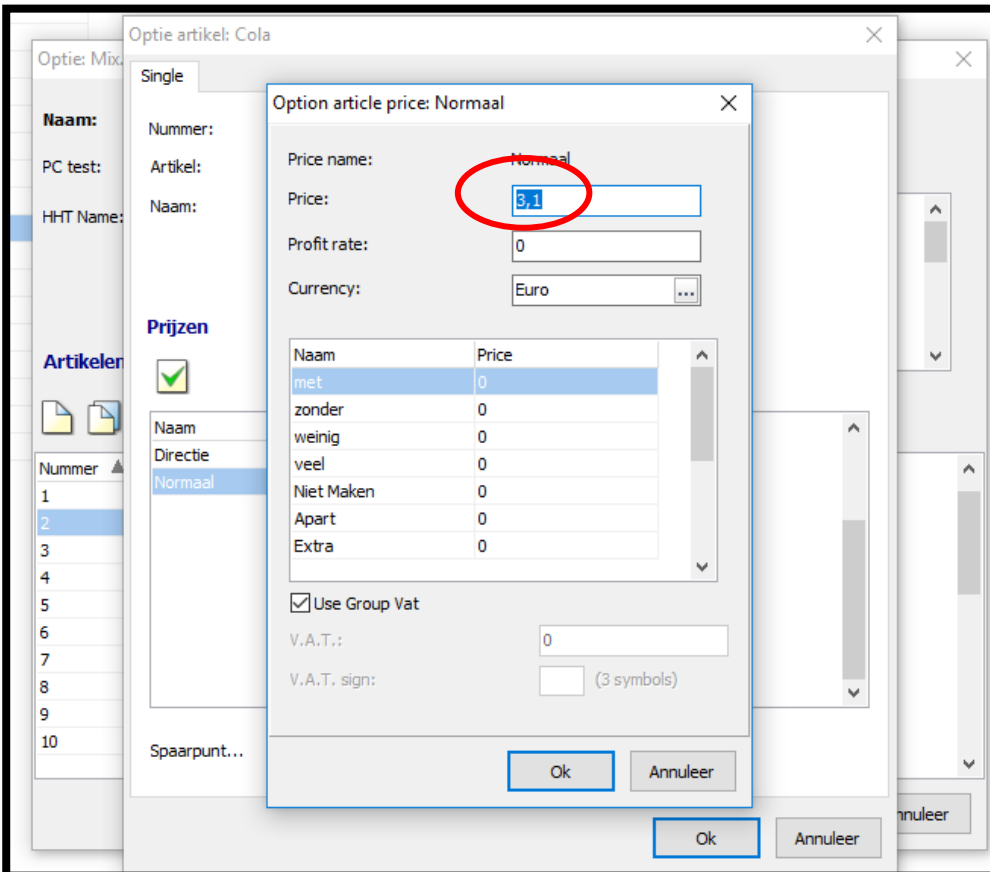 Optie artikel: Cola
Optie: Mix.
Single
Naam:
PC test:
HHT Name:
Artikelen
Nummer
1
2
3
4
5
6
7
8
9
10
Nummer:
Artikel:
Naam:
Prijzen
Naam
Directie
Normaal
Spaarpunt...
Option article price: Normaal
Price name: Normaal
Price: 3,1
Profit rate: 0
Currency: Euro ...
Naam Price
met 0
zonder 0
weinig 0
veel 0
Niet Maken 0
Apart 0
Extra 0
Use Group Vat
V.A.T.: 0
V.A.T. sign: (3 symbols)
Ok Annuleer
Ok Annuleer
nnuleer